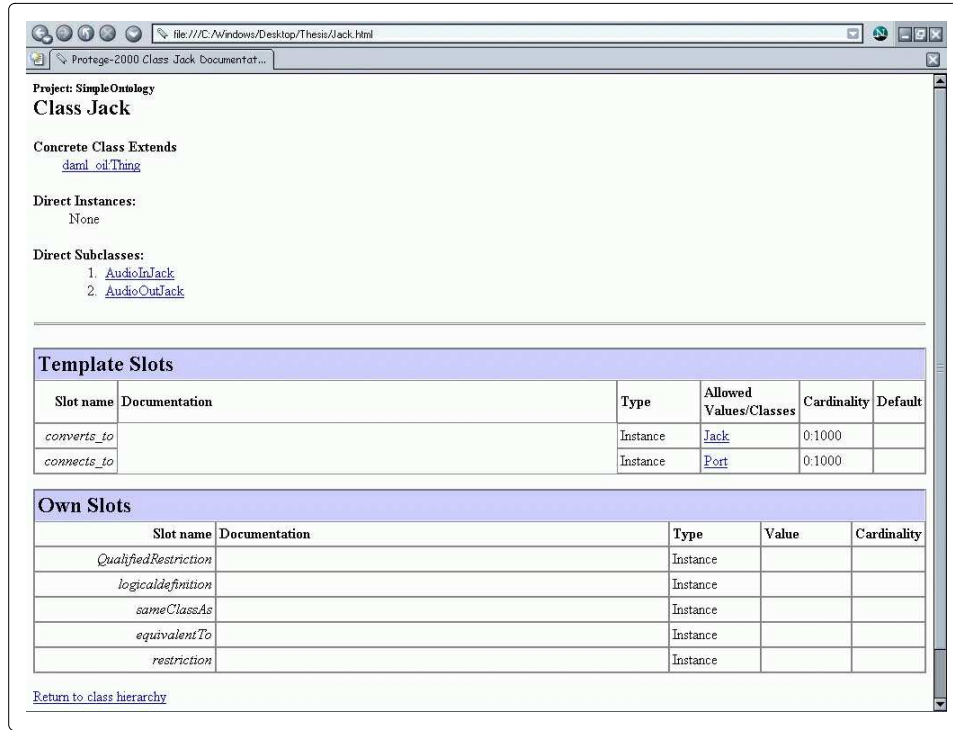 file:///C:/Windows/Desktop/Thesis/Jack.html
Protege-2000 Class Jack Documentat...
Project: SimpleOntology
Class Jack
Concrete Class Extends
daml_oil:Thing
Direct Instances:
None
Direct Subclasses:
1. AudioInJack
2. AudioOutJack
Template Slots
Slot name Documentation Type Allowed Values/Classes Cardinality Default
converts_to Instance Jack 0:1000
connects_to Instance Port 0:1000
Own Slots
Slot name Documentation Type Value Cardinality
QualifiedRestriction Instance
logicaldefinition Instance
sameClassAs Instance
equivalentTo Instance
restriction Instance
Return to class hierarchy